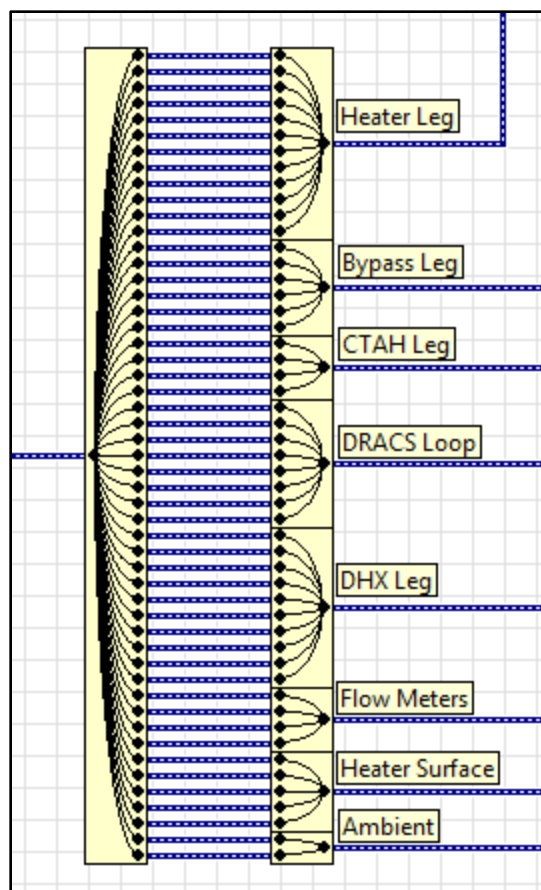 Heater Leg
Bypass Leg
CTAH Leg
DRACS Loop
DHX Leg
Flow Meters
Heater Surface
Ambient